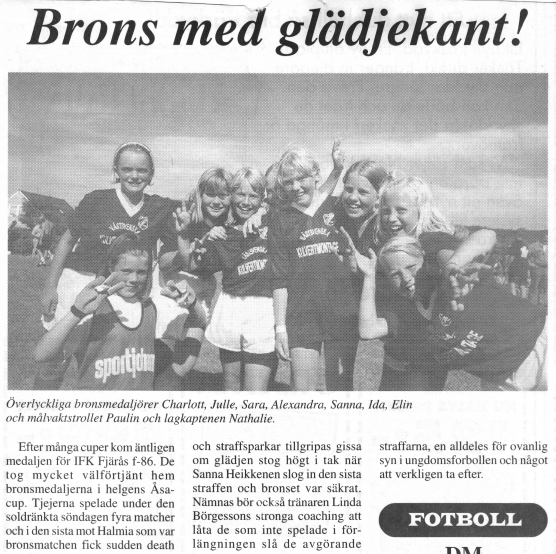 Brons med glädjekant!
VÄSTSVENSKA
Överlyckliga bronsmedaljörer Charlott, Julle, Sara, Alexandra, Sanna, Ida, Elin
och målvaktstrollet Paulin och lagkaptenen Nathalie.
Efter många cuper kom äntligen
medaljen för IFK Fjärås f-86. De
tog mycket välförtjänt hem
bronsmedaljerna i helgens Åsa-
cup. Tjejerna spelade under den
soldränkta söndagen fyra matcher
och i den sista mot Halmia som var
bronsmatchen fick sudden death
och straffsparkar tillgripas gissa
om glädjen stog högt i tak när
Sanna Heikkenen slog in den sista
straffen och bronset var säkrat.
Nämnas bör också tränaren Linda
Börgessons stronga coaching att
låta de som inte spelade i för-
längningen slå de avgörande
straffarna, en alldeles för ovanlig
syn i ungdomsforbollen och något
att verkligen ta efter.
FOTBOLL
DM